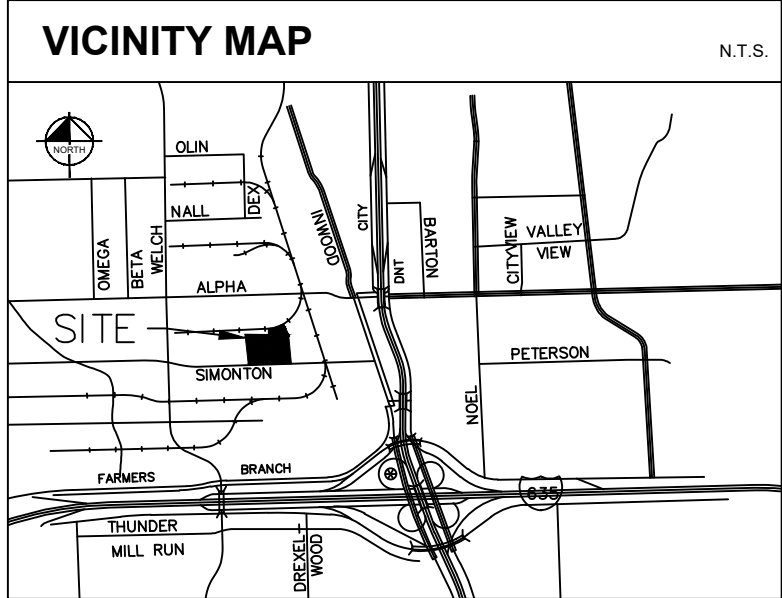 VICINITY MAP
N.T.S.
NORTH
OLIN
DEX
NALL
INWOOD
CITY
BARTON
DNT
CITYVIEW
VALLEY
VIEW
OMEGA
BETA
WELCH
ALPHA
SITE
SIMONTON
PETERSON
NOEL
FARMERS
BRANCH
635
THUNDER
MILL RUN
DREXEL-
WOOD